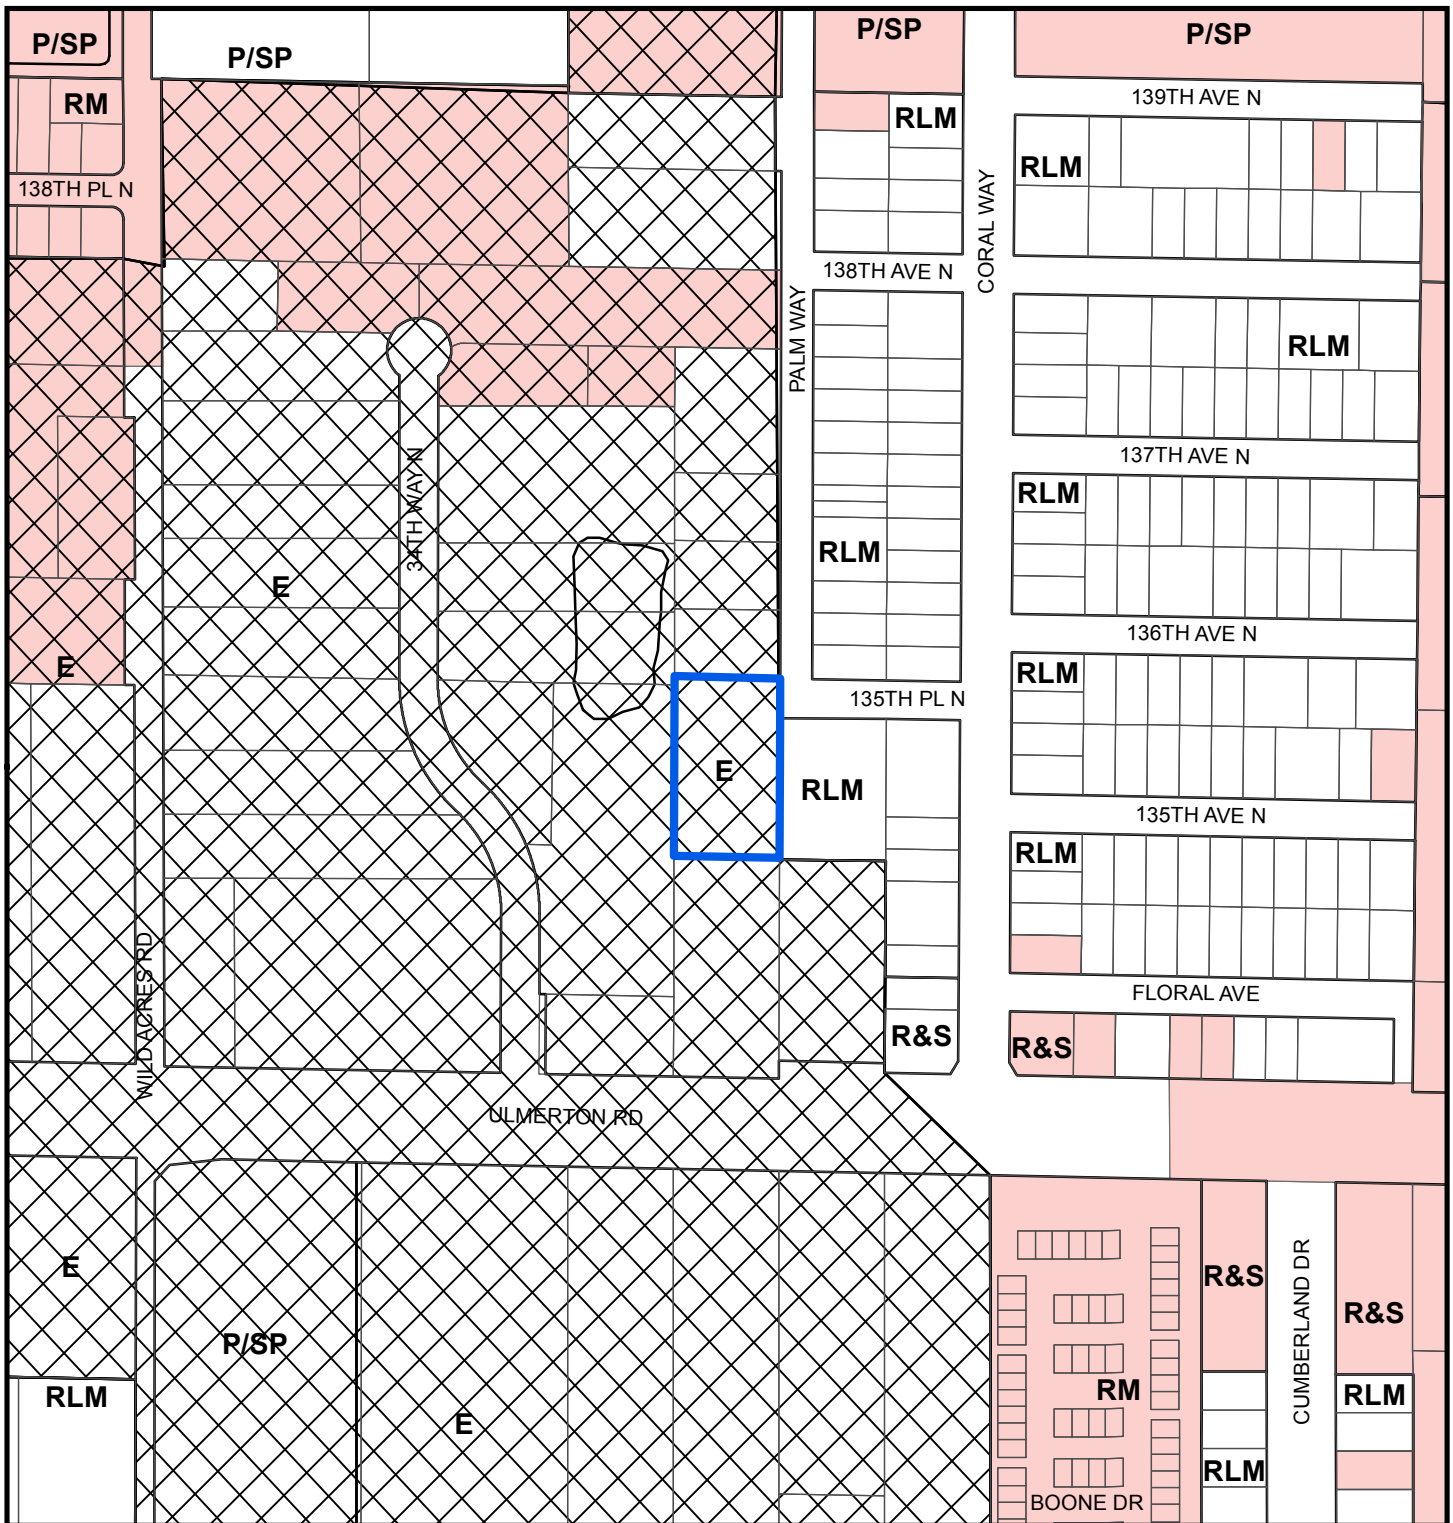 P/SP
P/SP
P/SP
P/SP
RM
139TH AVE N
RLM
RLM
138TH PL N
CORAL WAY
138TH AVE N
PALM WAY
RLM
34TH WAY N
137TH AVE N
RLM
RLM
E
136TH AVE N
E
RLM
135TH PL N
E
RLM
135TH AVE N
RLM
WILD ACRES RD
FLORAL AVE
R&S
R&S
ULMERTON RD
E
R&S
CUMBERLAND DR
R&S
P/SP
RLM
RM
RLM
E
RLM
BOONE DR